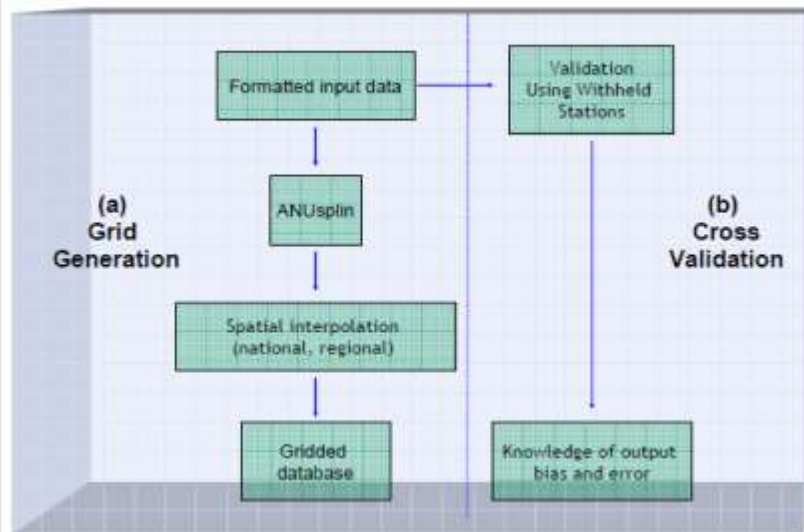 Formatted input data
Validation
Using Withheld
Stations
ANUsplin
(a)
Grid
Generation
(b)
Cross
Validation
Spatial interpolation
(national, regional)
Gridded
database
Knowledge of output
bias and error